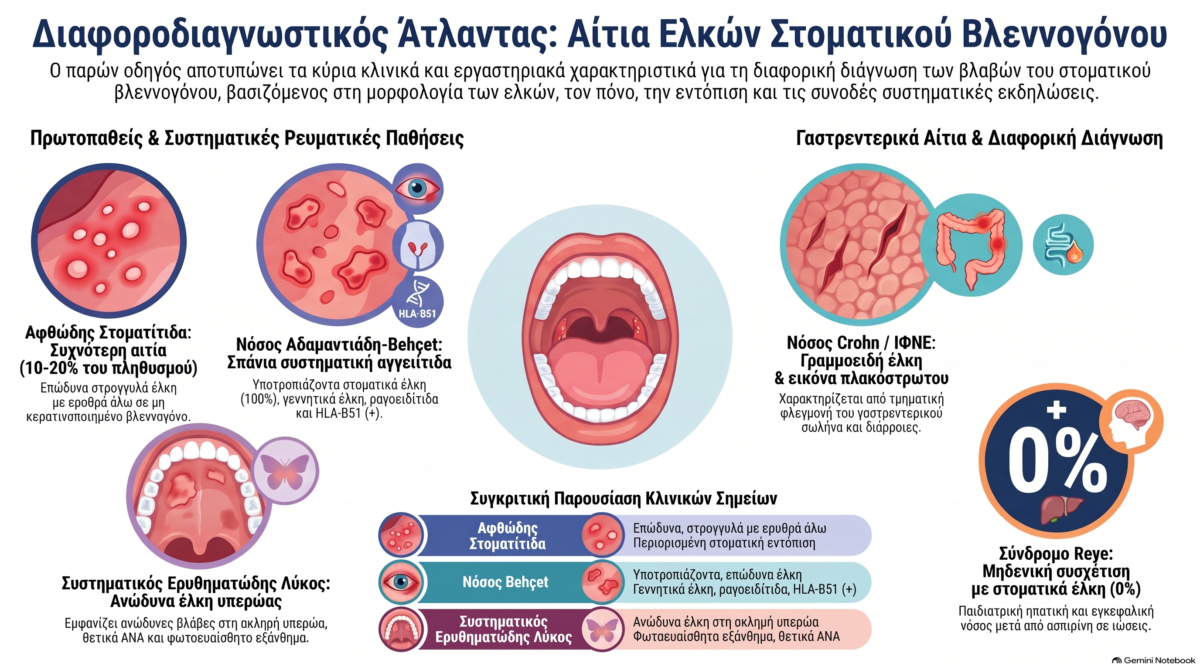 Διαφοροδιαγνωστικός Άτλαντας: Αίτια Ελκών Στοματικού Βλεννογόνου
Ο παρών οδηγός αποτυπώνει τα κύρια κλινικά και εργαστηριακά χαρακτηριστικά για τη διαφορική διάγνωση των βλαβών του στοματικού
βλεννογόνου, βασιζόμενος στη μορφολογία των ελκών, τον πόνο, την εντόπιση και τις συνοδές συστηματικές εκδηλώσεις.
Πρωτοπαθείς & Συστηματικές Ρευματικές Παθήσεις
HLA-B51
Αφθώδης Στοματίτιδα:
Συχνότερη αιτία
(10-20% του πληθυσμού)
Επώδυνα στρογγυλά έλκη
με εροθρά άλω σε μη
κερατινσποιημένο βλενναγόνο.
Νόσος Αδαμαντιάδη-Behçet:
Σπάνια συστηματική αγγειίτιδα
Υποτροπιάζοντα στοματικά έλκη
(100%), γεννητικά έλκη, ραγοειδίτιδα
και HLA-B51 (+).
Συστηματικός Ερυθηματώδης Λύκος:
Ανώδυνα έλκη υπερώας
Εμφανίζει ανώδυνες βλάβες στη ακληρή υπερώα,
θετικά ΑΝΑ και φωτοευαίσθητο εξάνθημα.
Γαστρεντερικά Αίτια & Διαφορική Διάγνωση
Νόσος Crohn / ΙΦΝΕ:
Γραμμοειδή έλκη
& εικόνα πλακόστρωτου
Χαρακτηρίζεται από τμηματική
φλεγμονή του γαστρεντερικού
σωλήνα και διάρροιες.
+
0%
Σύνδρομο Reye:
Μηδενική συσχέτιση
με στοματικά έλκη (0%)
Παιδιατρική ηπατική και εγκεφαλική
νόσος μετά από ασπιρίνη σε ιώσεις.
Συγκριτική Παρουσίαση Κλινικών Σημείων
Αφθώδης
Στοματίτιδα
Επώδυνα, στρογγυλά με ερυθρά άλω
Περιορισμένη στοματική εντόπιση
Νόσος Behçet
Υποτροπιάζοντα, επώδυνα έλκη
Γεννητικά έλκη, ραγοειδίτιδα, HLA-B51 (+)
Συστηματικός
Ερυθηματώδης Λύκος
Ανώδυνα έλκη στη οκλημή υπερώα
Φωταευαίσθητα εξάνθημα, θετικά ΑΝΑ
Gemini Notebook